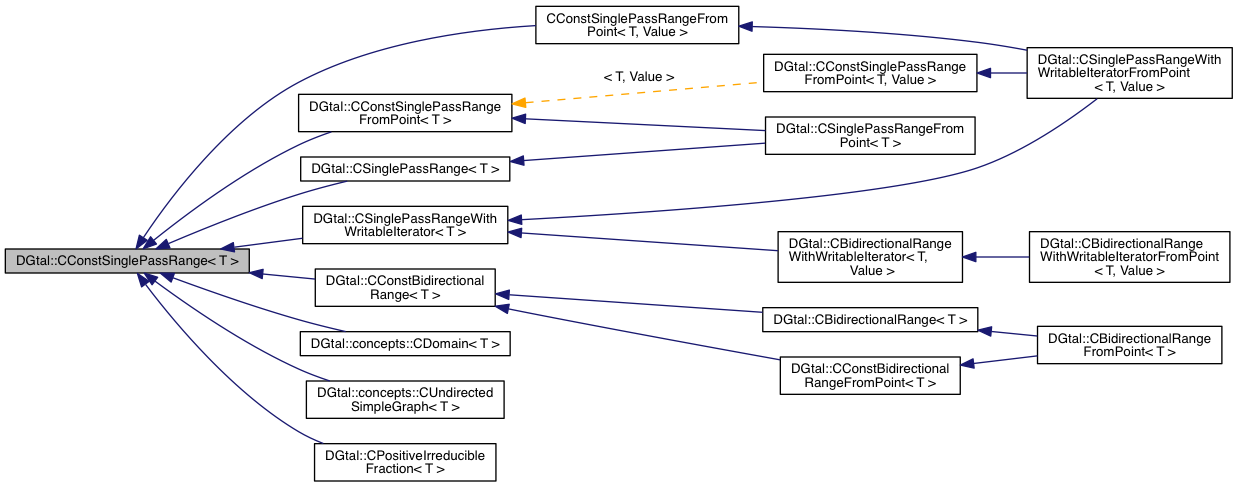 CConstSinglePassRangeFrom
Point< T, Value >
DGtal::CSinglePassRangeWith
WritableIteratorFromPoint
< T, Value >
DGtal::CConstSinglePassRange
FromPoint< T, Value >
< T, Value >
DGtal::CConstSinglePassRange
FromPoint< T >
DGtal::CSinglePassRangeFrom
Point< T >
DGtal::CSinglePassRange< T >
DGtal::CSinglePassRangeWith
WritableIterator< T >
DGtal::CConstSinglePassRange< T >
DGtal::CBidirectionalRange
WithWritableIterator< T,
Value >
DGtal::CBidirectionalRange
WithWritableIteratorFromPoint
< T, Value >
DGtal::CConstBidirectional
Range< T >
DGtal::CBidirectionalRange< T >
DGtal::CBidirectionalRange
FromPoint< T >
DGtal::concepts::CDomain< T >
DGtal::CConstBidirectional
RangeFromPoint< T >
DGtal::concepts::CUndirected
SimpleGraph< T >
DGtal::CPositiveIrreducible
Fraction< T >